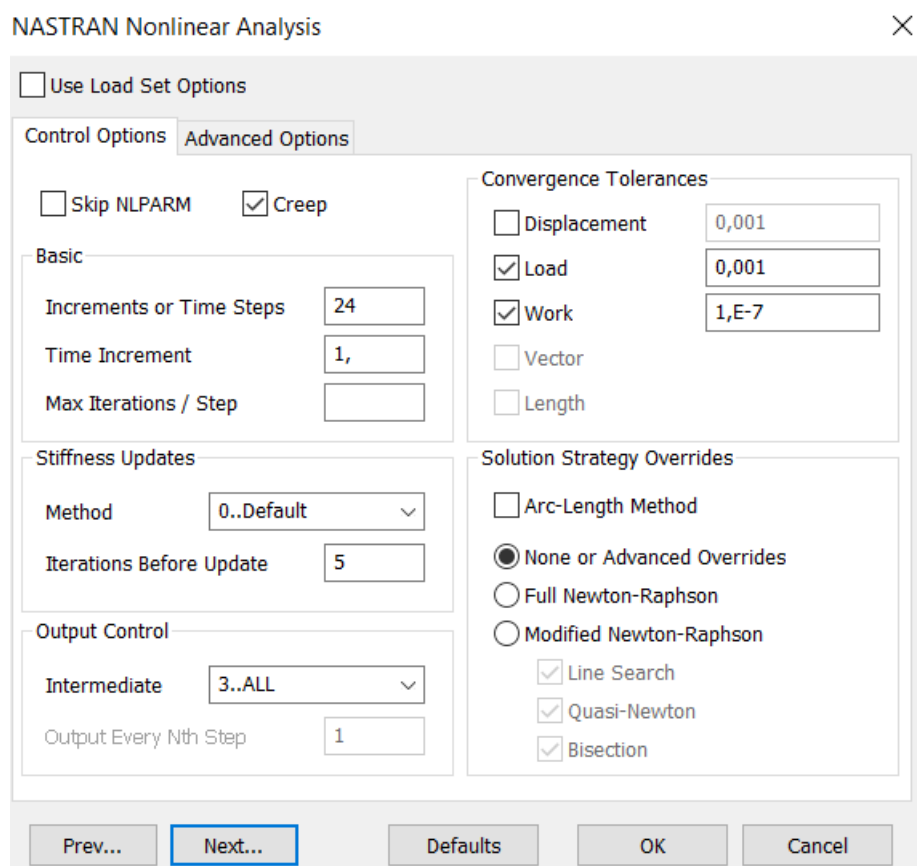 NASTRAN Nonlinear Analysis
Use Load Set Options
Control Options
Advanced Options
Skip NLPARM
Creep
Basic
Increments or Time Steps 24
Time Increment 1,
Max Iterations / Step
Stiffness Updates
Method 0..Default
Iterations Before Update 5
Output Control
Intermediate 3..ALL
Output Every Nth Step 1
Convergence Tolerances
Displacement 0,001
Load 0,001
Work 1,E-7
Vector
Length
Solution Strategy Overrides
Arc-Length Method
None or Advanced Overrides
Full Newton-Raphson
Modified Newton-Raphson
Line Search
Quasi-Newton
Bisection
Prev...
Next...
Defaults
OK
Cancel